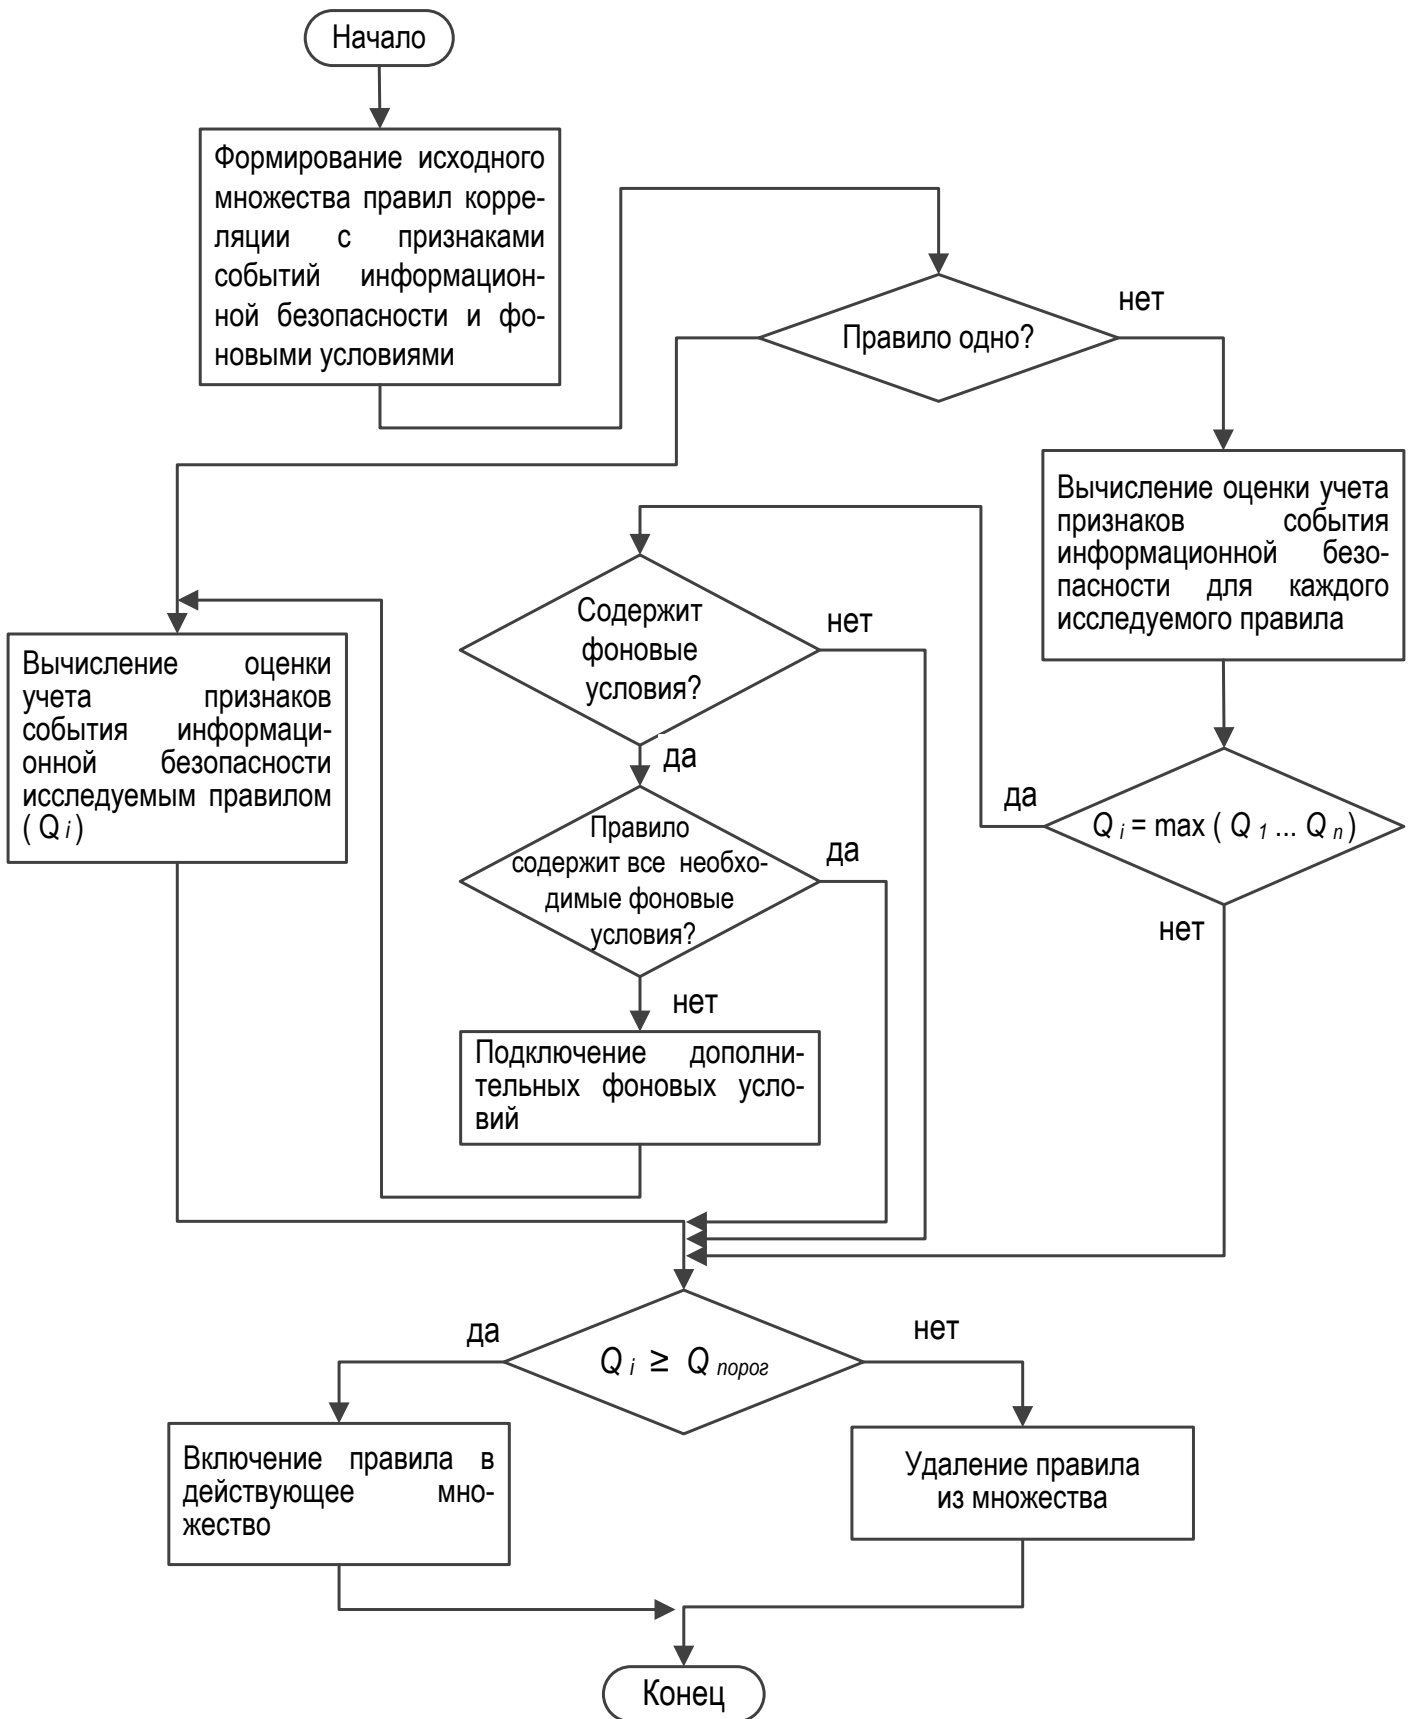 Начало
Формирование исходного
множества правил корре-
ляции с признаками
событий информацион-
ной безопасности и фо-
новыми условиями
Правило одно?
нет
Вычисление оценки учета
признаков события
информационной безо-
пасности для каждого
исследуемого правила
Содержит
фоновые
условия?
нет
да
Вычисление оценки
учета признаков
события информаци-
онной безопасности
исследуемым правилом
( Q i )
да
Q i = max ( Q 1 ... Q n )
нет
Правило
содержит все необхо-
димые фоновые
условия?
да
нет
Подключение дополни-
тельных фоновых усло-
вий
да
Q i ≥ Q порог
нет
Включение правила в
действующее мно-
жество
Удаление правила
из множества
Конец